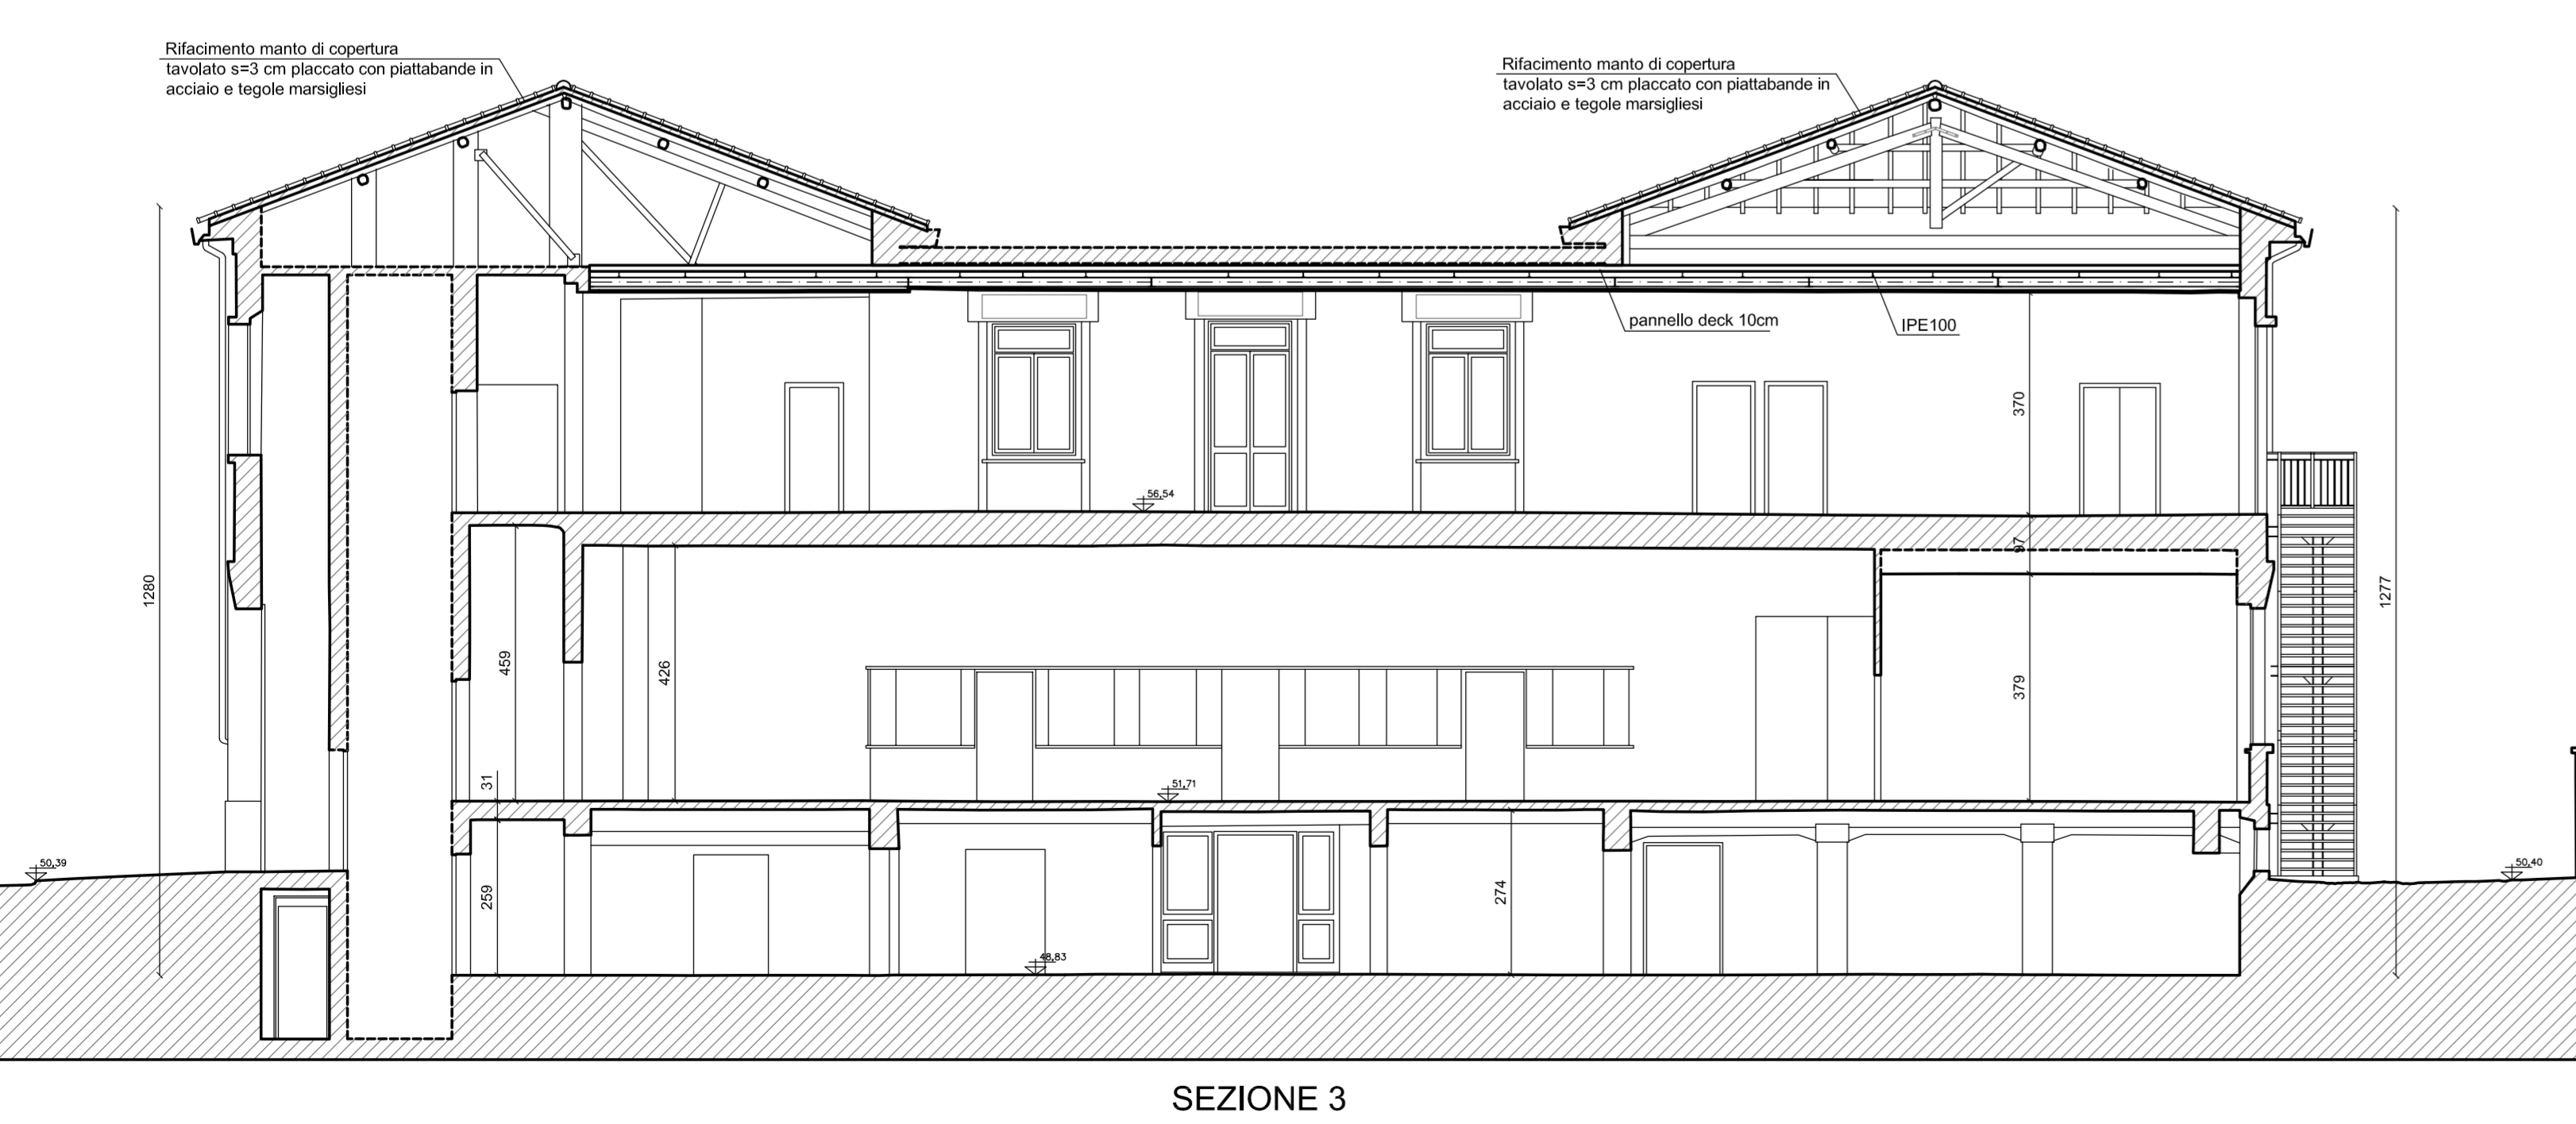 Rifacimento manto di copertura
tavolato s=3 cm placcato con piattabande in
acciaio e tegole marsigliesi
Rifacimento manto di copertura
tavolato s=3 cm placcato con piattabande in
acciaio e tegole marsigliesi
pannello deck 10cm
IPE100
370
56,54
97
1280
1277
459
426
379
31
51,71
50,39
50,40
259
274
48,83
SEZIONE 3